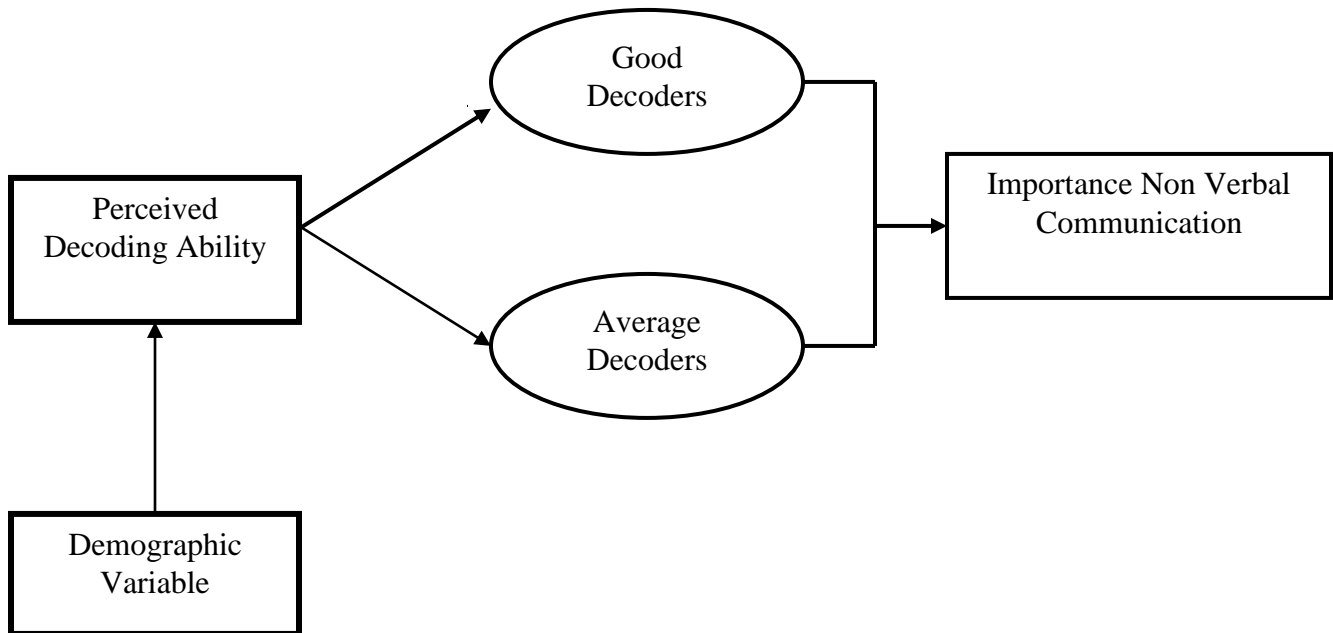 Good
Decoders
Perceived
Decoding Ability
Importance Non Verbal
Communication
Average
Decoders
Demographic
Variable